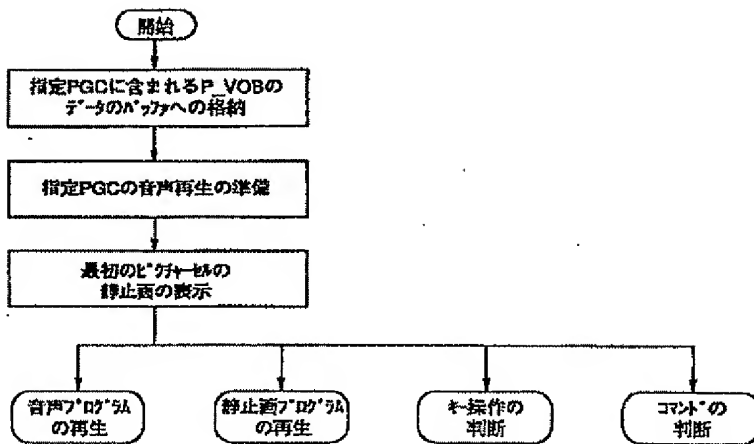 開始
指定PGCに含まれるP_VOBの
ﾃﾞｰﾀのﾊﾞｯﾌｧへの格納
指定PGCの音声再生の準備
最初のﾋﾟｸﾁｬｰｾﾙの
静止画の表示
音声ﾌﾟﾛｸﾞﾗﾑ
の再生
静止画ﾌﾟﾛｸﾞﾗﾑ
の再生
ｷｰ操作の
判断
ｺﾏﾝﾄﾞの
判断